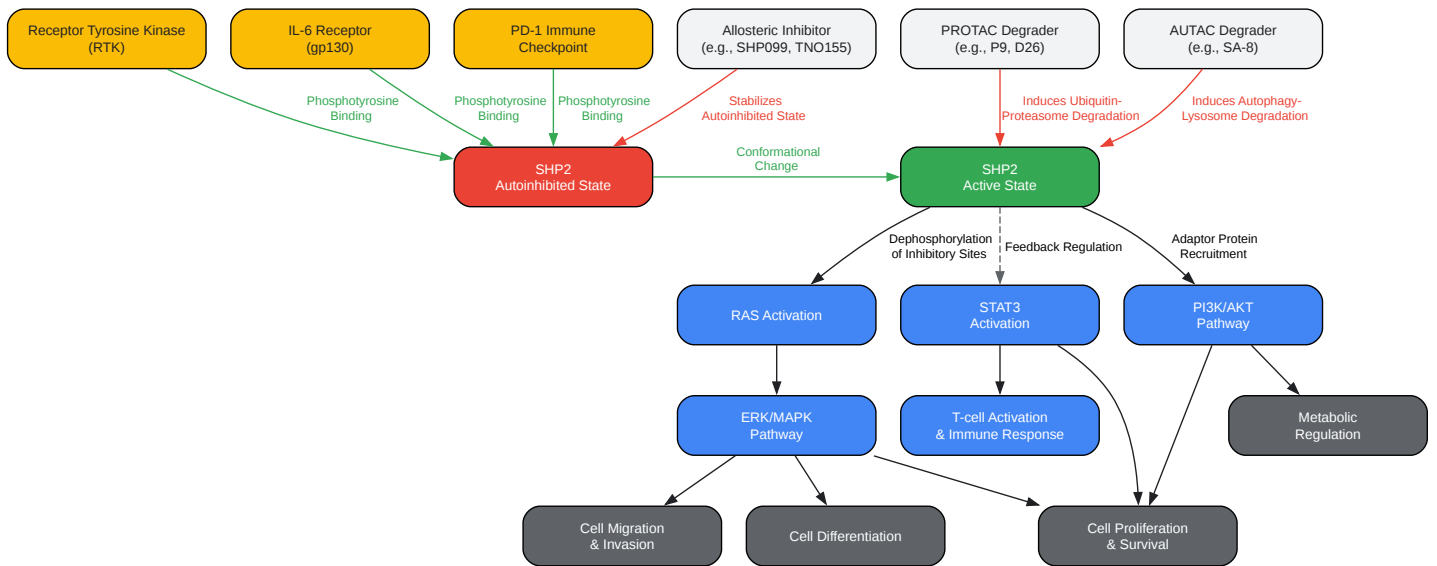 Receptor Tyrosine Kinase
(RTK)
IL-6 Receptor
(gp130)
PD-1 Immune
Checkpoint
Allosteric Inhibitor
(e.g., SHP099, TNO155)
PROTAC Degrader
(e.g., P9, D26)
AUTAC Degrader
(e.g., SA-8)
Phosphotyrosine
Binding
Phosphotyrosine
Binding
Phosphotyrosine
Binding
Stabilizes
Autoinhibited State
Induces Ubiquitin-
Proteasome Degradation
Induces Autophagy-
Lysosome Degradation
SHP2
Autoinhibited State
Conformational
Change
SHP2
Active State
Dephosphorylation
of Inhibitory Sites
Feedback Regulation
Adaptor Protein
Recruitment
RAS Activation
STAT3
Activation
PI3K/AKT
Pathway
ERK/MAPK
Pathway
T-cell Activation
& Immune Response
Metabolic
Regulation
Cell Migration
& Invasion
Cell Differentiation
Cell Proliferation
& Survival